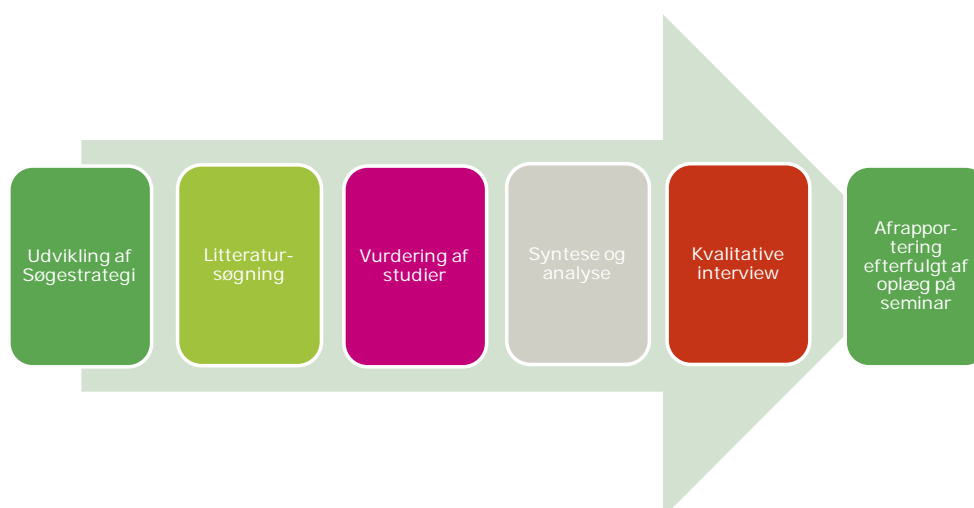 Udvikling af
Søgestrategi
Litteratur-
søgning
Vurdering af
studier
Syntese og
analyse
Kvalitative
interview
Afrappor-
tering
efterfulgt af
oplæg på
seminar